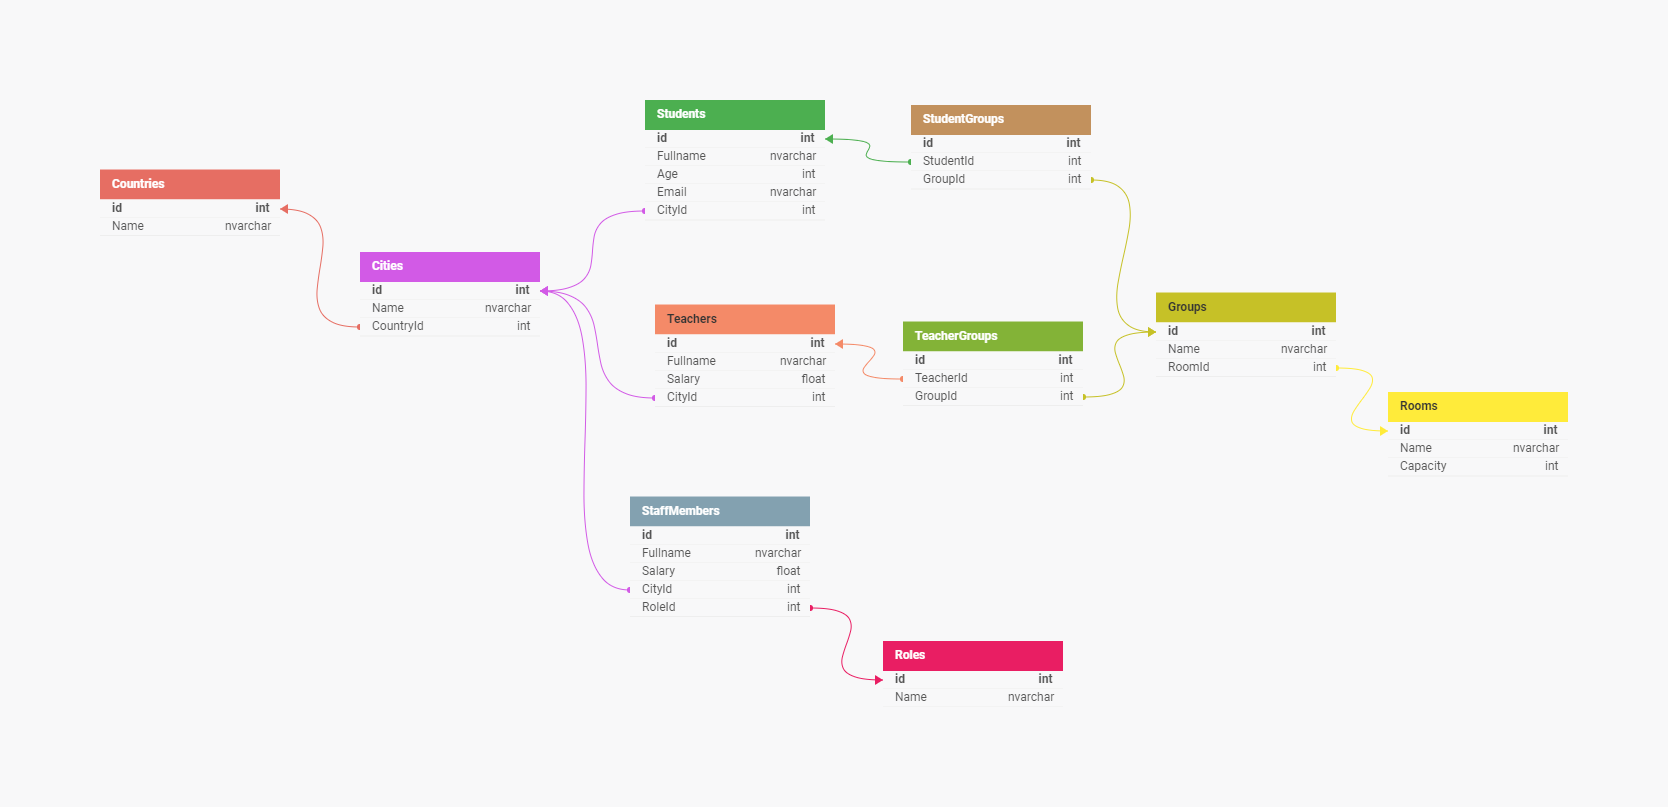 Countries
id int
Name nvarchar
Cities
id int
Name nvarchar
CountryId int
Students
id int
Fullname nvarchar
Age int
Email nvarchar
CityId int
StudentGroups
id int
StudentId int
GroupId int
Teachers
id int
Fullname nvarchar
Salary float
CityId int
TeacherGroups
id int
TeacherId int
GroupId int
Groups
id int
Name nvarchar
RoomId int
Rooms
id int
Name nvarchar
Capacity int
StaffMembers
id int
Fullname nvarchar
Salary float
CityId int
RoleId int
Roles
id int
Name nvarchar